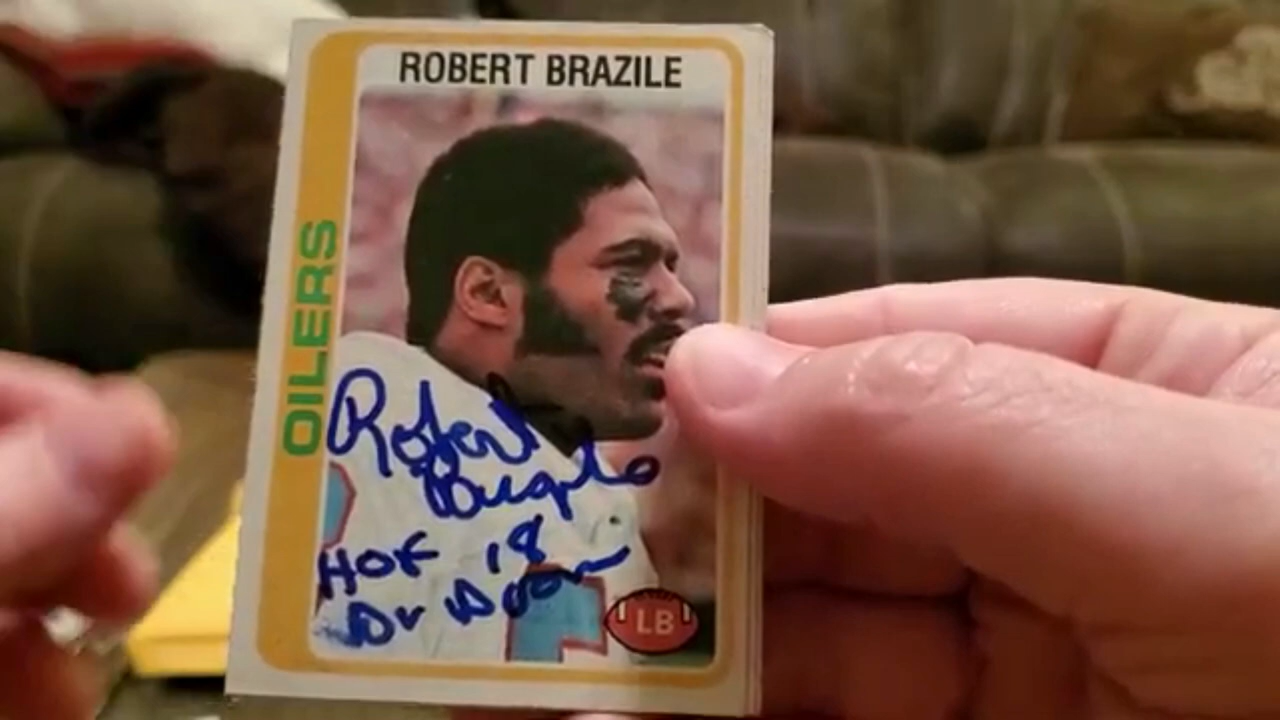 ROBERT BRAZILE
OILERS
Robert
Brazile
HOF 18
Dr Doom
LB